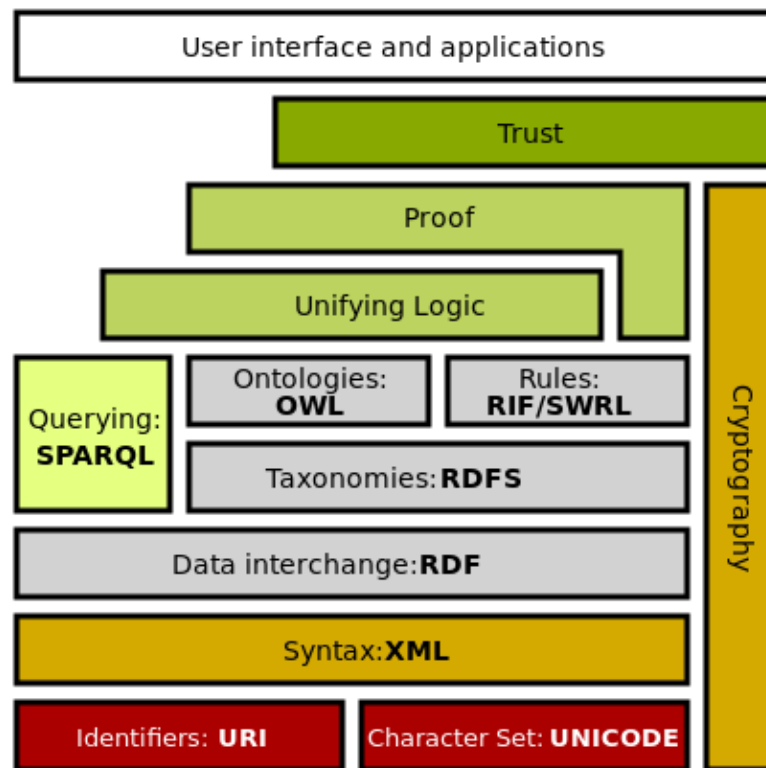 User interface and applications
Trust
Proof
Unifying Logic
Ontologies:
OWL
Rules:
RIF/SWRL
Querying:
SPARQL
Taxonomies:RDFS
Cryptography
Data interchange:RDF
Syntax:XML
Identifiers: URI
Character Set: UNICODE